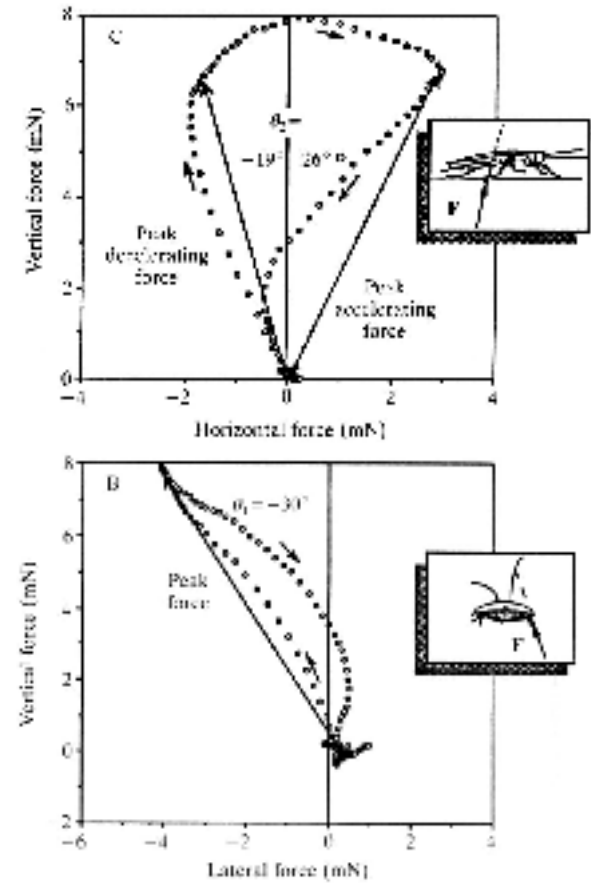 8
C
6
4
2
0
Vertical force (mN)
θ₂ =
−19° 26°
Peak
decelerating
force
Peak
accelerating
force
F
−4 −2 0 2 4
Horizontal force (mN)
8
B
θ₁ = −30°
6
4
2
0
2
Vertical force (mN)
Peak
force
F
−6 −4 −2 0 2 4
Lateral force (mN)